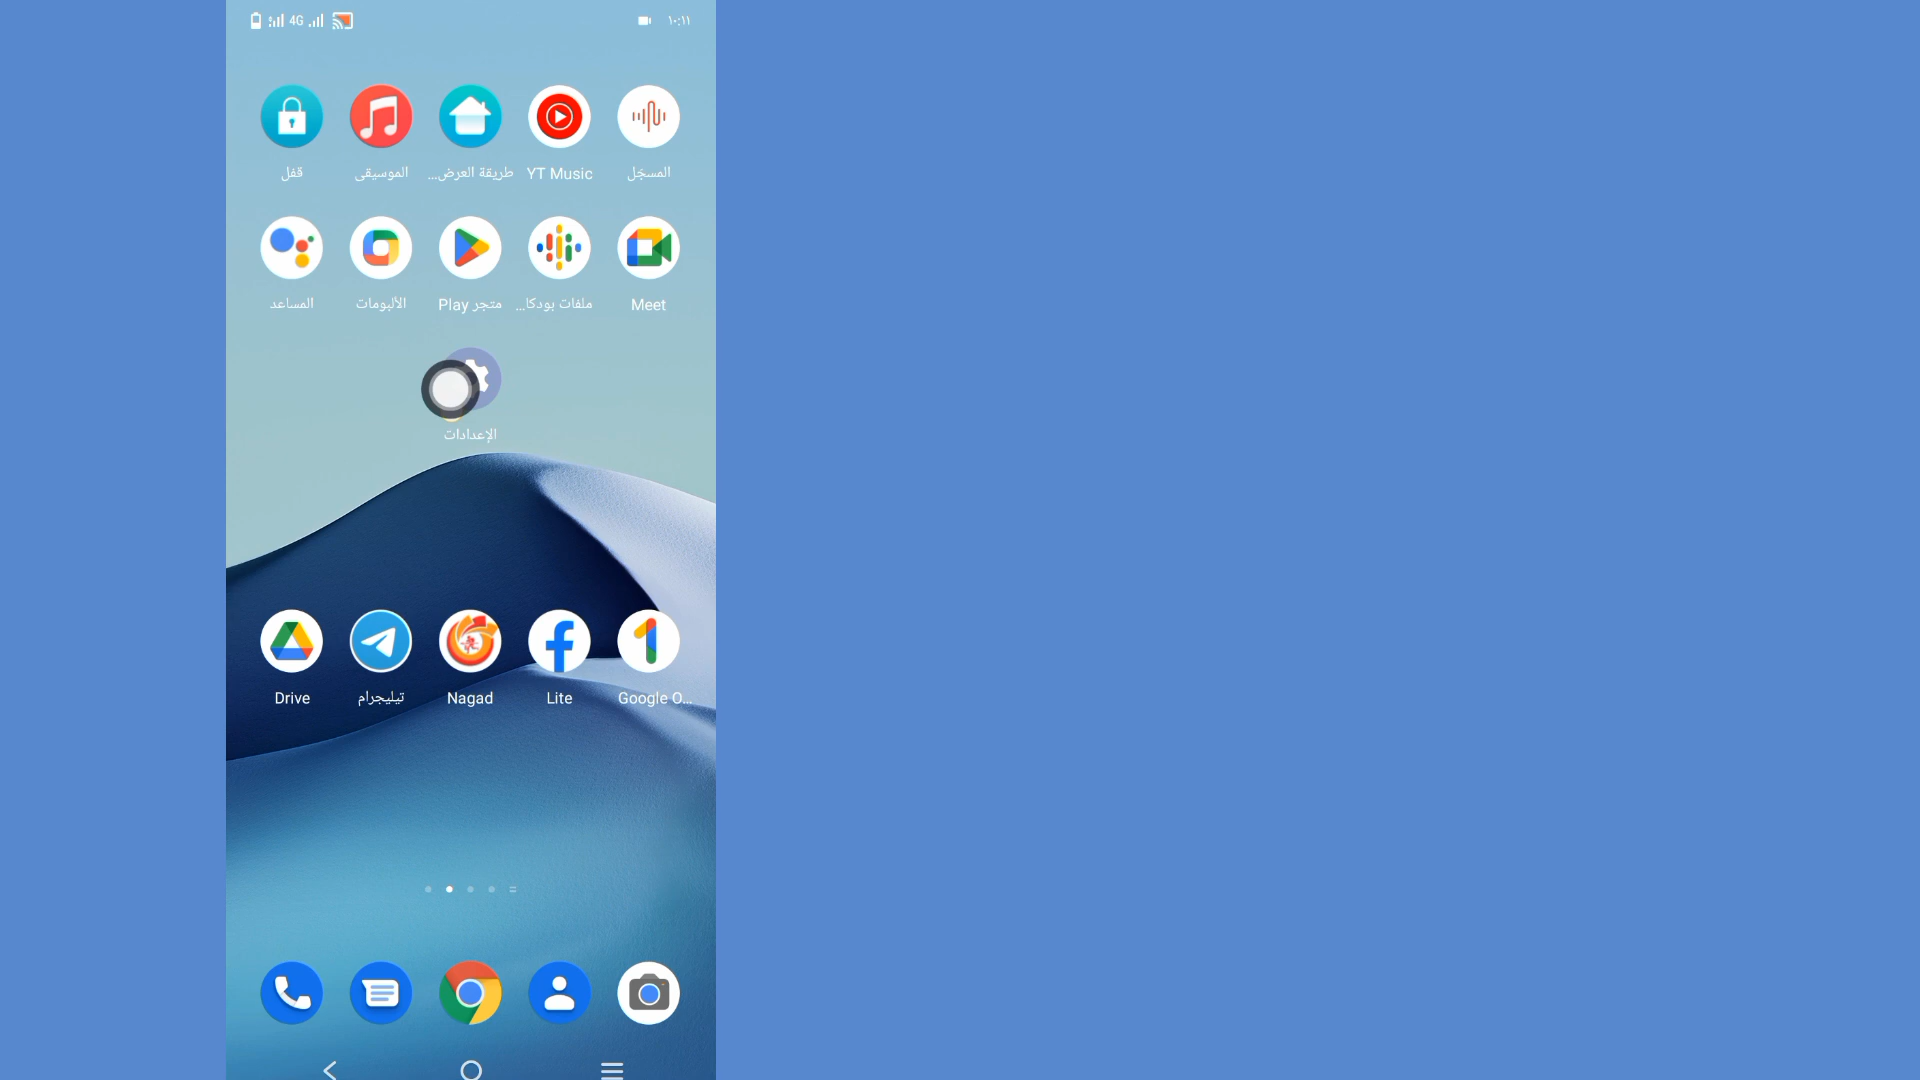 4G
١٠:١١
قفل
الموسيقى
طريقة العرض...
YT Music
المسجّل
المساعد
الألبومات
متجر Play
ملفات بودكا...
Meet
الإعدادات
Drive
تيليجرام
Nagad
Lite
Google O...